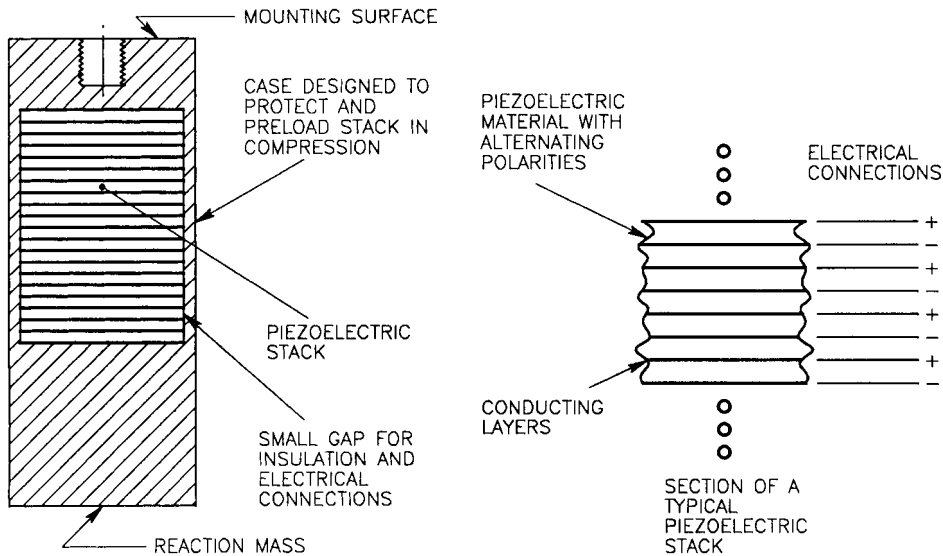 MOUNTING SURFACE
CASE DESIGNED TO
PROTECT AND
PRELOAD STACK IN
COMPRESSION
PIEZOELECTRIC
STACK
SMALL GAP FOR
INSULATION AND
ELECTRICAL
CONNECTIONS
REACTION MASS
PIEZOELECTRIC
MATERIAL WITH
ALTERNATING
POLARITIES
ELECTRICAL
CONNECTIONS
+
−
+
−
+
−
+
−
CONDUCTING
LAYERS
SECTION OF A
TYPICAL
PIEZOELECTRIC
STACK